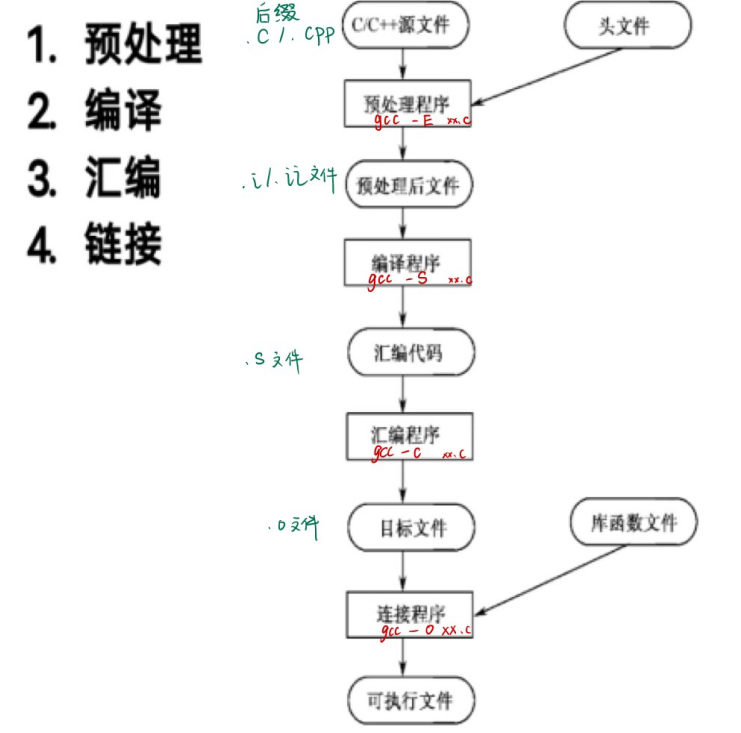 1. 预处理
2. 编译
3. 汇编
4. 链接
后缀
.C /. CPP
C/C++源文件
头文件
预处理程序
gcc -E xx.c
.i/.ii文件
预处理后文件
编译程序
gcc -S xx.c
.S文件
汇编代码
汇编程序
gcc -c xx.c
.o文件
目标文件
库函数文件
连接程序
gcc -o xx.c
可执行文件